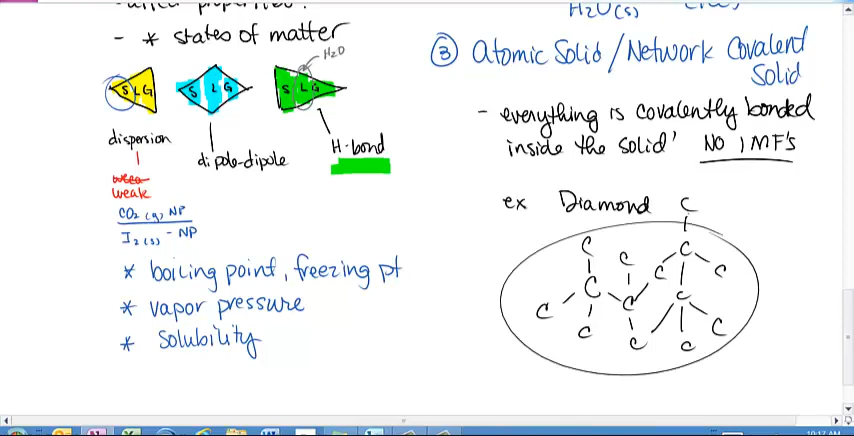 properties.
- * states of matter
H2O
S L G
S L G
S L G
dispersion
dipole-dipole
H-bond
weak
CO2 (g) NP
I2 (s) - NP
* boiling point, freezing pt
* vapor pressure
* solubility
H2O(s)
③ Atomic Solid / Network Covalent
Solid
- everything is covalently bonded
inside the solid' NO IMF's
ex Diamond C
C C C C C
C C C
C
C C C
C C